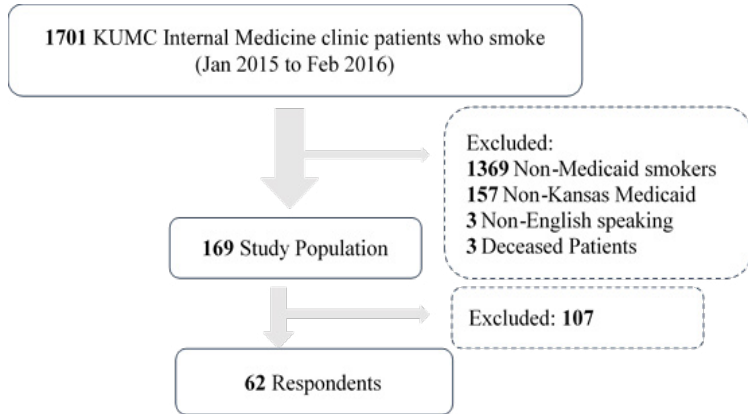 1701 KUMC Internal Medicine clinic patients who smoke
(Jan 2015 to Feb 2016)
Excluded:
1369 Non-Medicaid smokers
157 Non-Kansas Medicaid
3 Non-English speaking
3 Deceased Patients
169 Study Population
Excluded: 107
62 Respondents